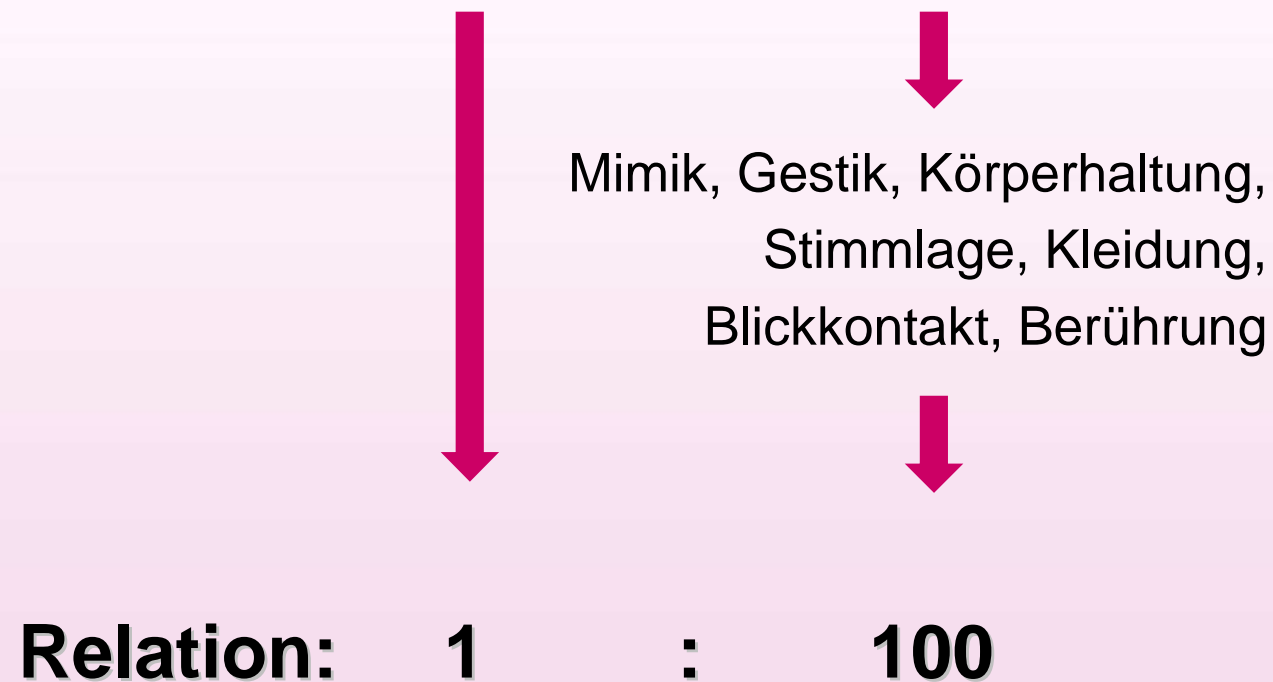 Mimik, Gestik, Körperhaltung,
Stimmlage, Kleidung,
Blickkontakt, Berührung
Relation: 1 : 100